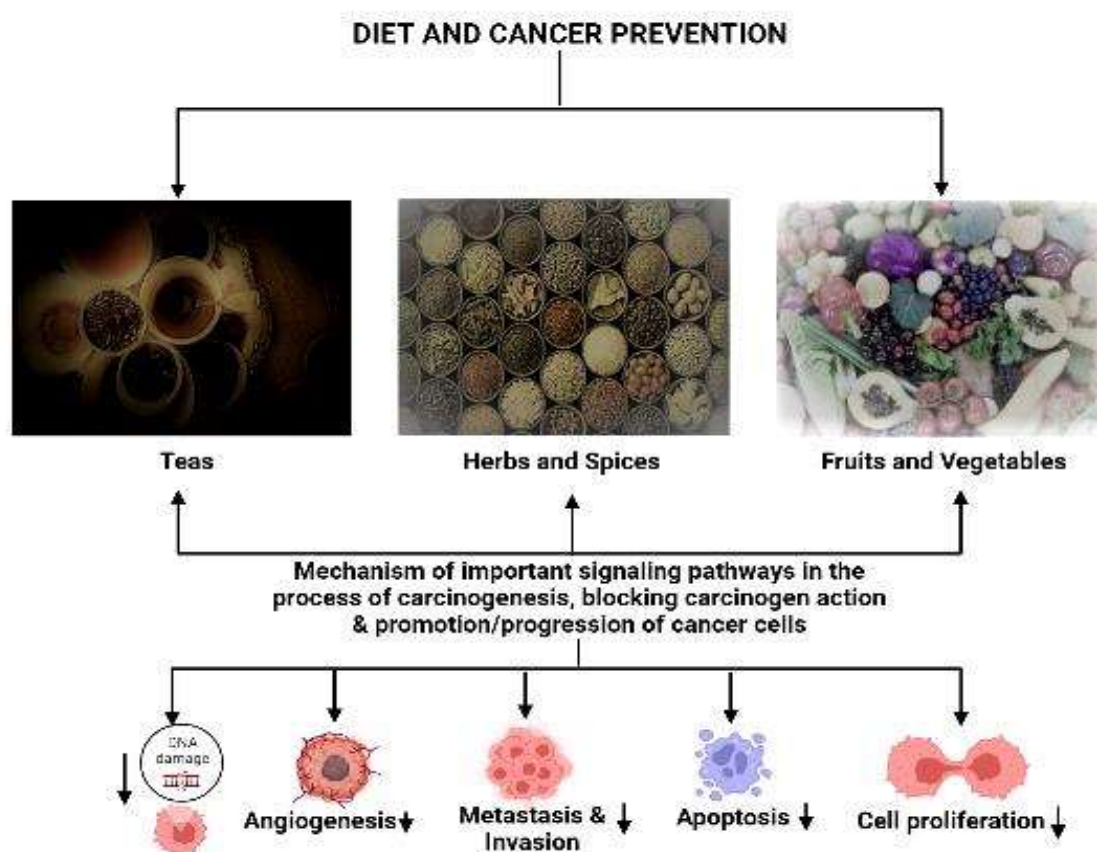 DIET AND CANCER PREVENTION
Teas
Herbs and Spices
Fruits and Vegetables
Mechanism of important signaling pathways in the
process of carcinogenesis, blocking carcinogen action
& promotion/progression of cancer cells
DNA
damage
Angiogenesis
Metastasis &
Invasion
Apoptosis
Cell proliferation